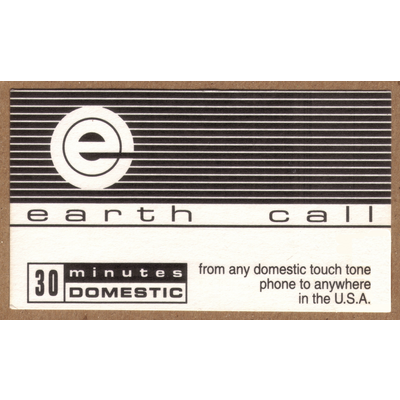 e
earth call
30 minutes
DOMESTIC
from any domestic touch tone
phone to anywhere
in the U.S.A.